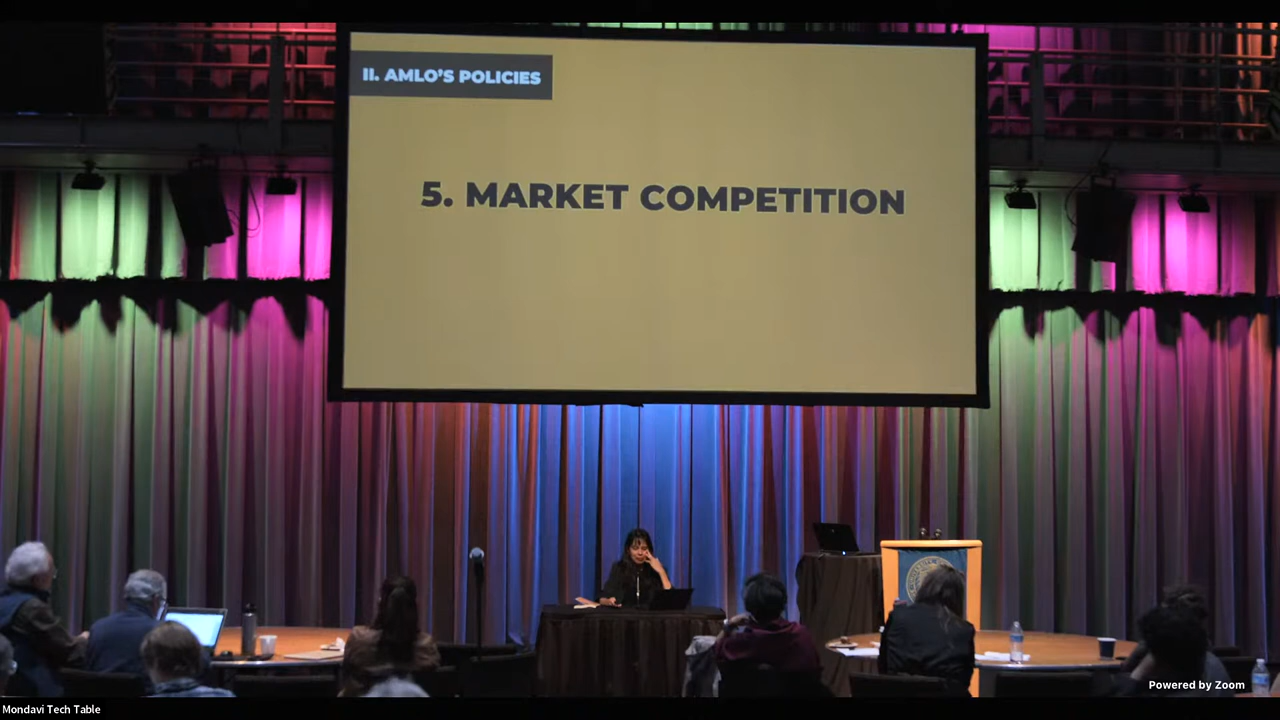 II. AMLO'S POLICIES
5. MARKET COMPETITION
Powered by Zoom
Mondavi Tech Table